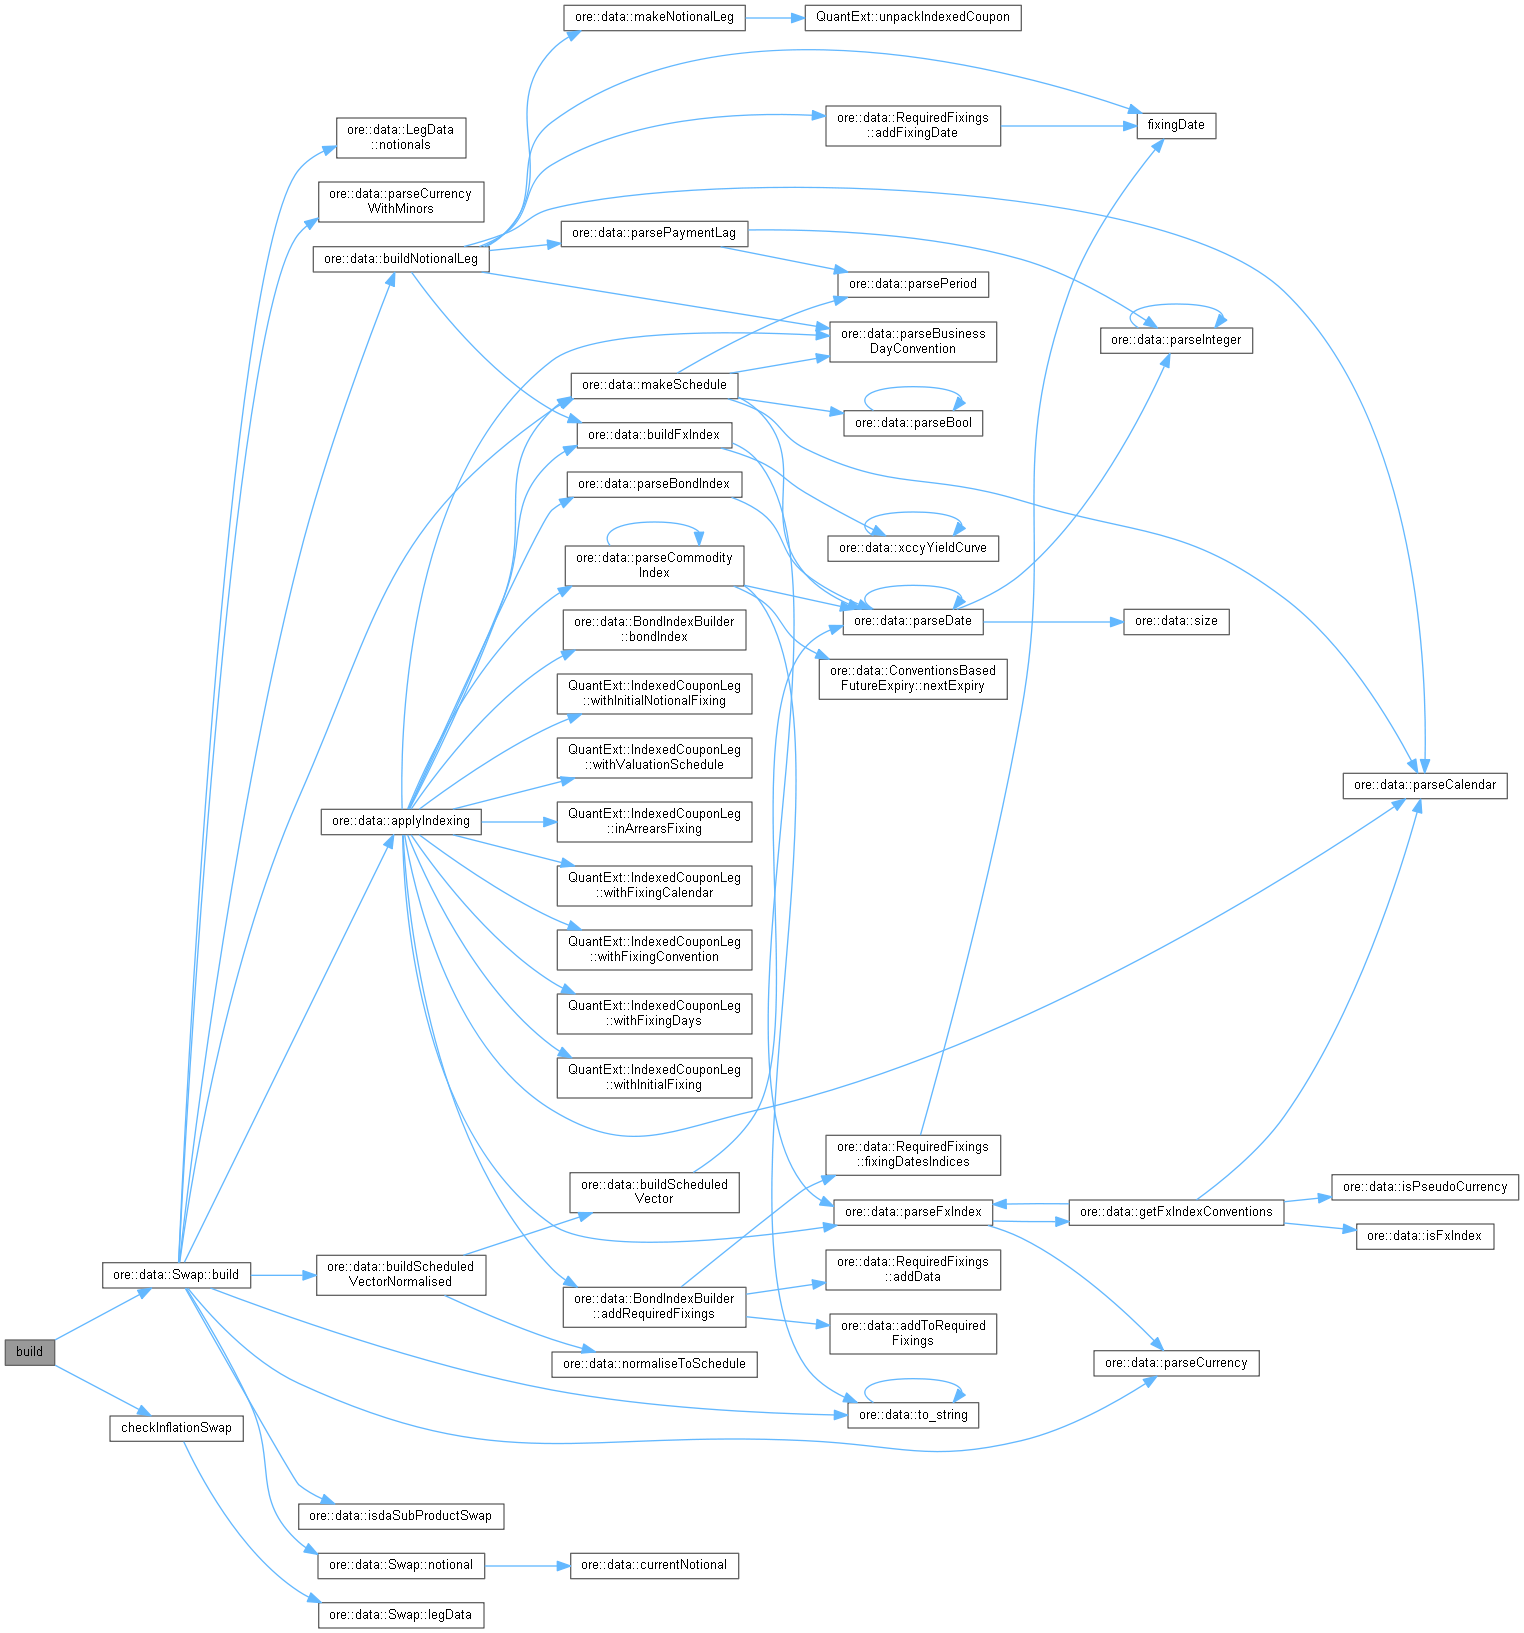 ore::data::makeNotionalLeg
QuantExt::unpackIndexedCoupon
ore::data::LegData
::notionals
ore::data::RequiredFixings
::addFixingDate
fixingDate
ore::data::parseCurrency
WithMinors
ore::data::buildNotionalLeg
ore::data::parsePaymentLag
ore::data::parsePeriod
ore::data::parseBusiness
DayConvention
ore::data::parseInteger
ore::data::makeSchedule
ore::data::parseBool
ore::data::buildFxIndex
ore::data::parseBondIndex
ore::data::xccyYieldCurve
ore::data::parseCommodity
Index
ore::data::BondIndexBuilder
::bondIndex
ore::data::parseDate
ore::data::size
ore::data::ConventionsBased
FutureExpiry::nextExpiry
QuantExt::IndexedCouponLeg
::withInitialNotionalFixing
QuantExt::IndexedCouponLeg
::withValuationSchedule
ore::data::parseCalendar
ore::data::applyIndexing
QuantExt::IndexedCouponLeg
::inArrearsFixing
QuantExt::IndexedCouponLeg
::withFixingCalendar
QuantExt::IndexedCouponLeg
::withFixingConvention
QuantExt::IndexedCouponLeg
::withFixingDays
QuantExt::IndexedCouponLeg
::withInitialFixing
ore::data::RequiredFixings
::fixingDatesIndices
ore::data::buildScheduled
Vector
ore::data::isPseudoCurrency
ore::data::parseFxIndex
ore::data::getFxIndexConventions
ore::data::isFxIndex
ore::data::Swap::build
ore::data::buildScheduled
VectorNormalised
ore::data::RequiredFixings
::addData
ore::data::BondIndexBuilder
::addRequiredFixings
ore::data::addToRequired
Fixings
build
ore::data::normaliseToSchedule
ore::data::parseCurrency
checkInflationSwap
ore::data::to_string
ore::data::isdaSubProductSwap
ore::data::Swap::notional
ore::data::currentNotional
ore::data::Swap::legData